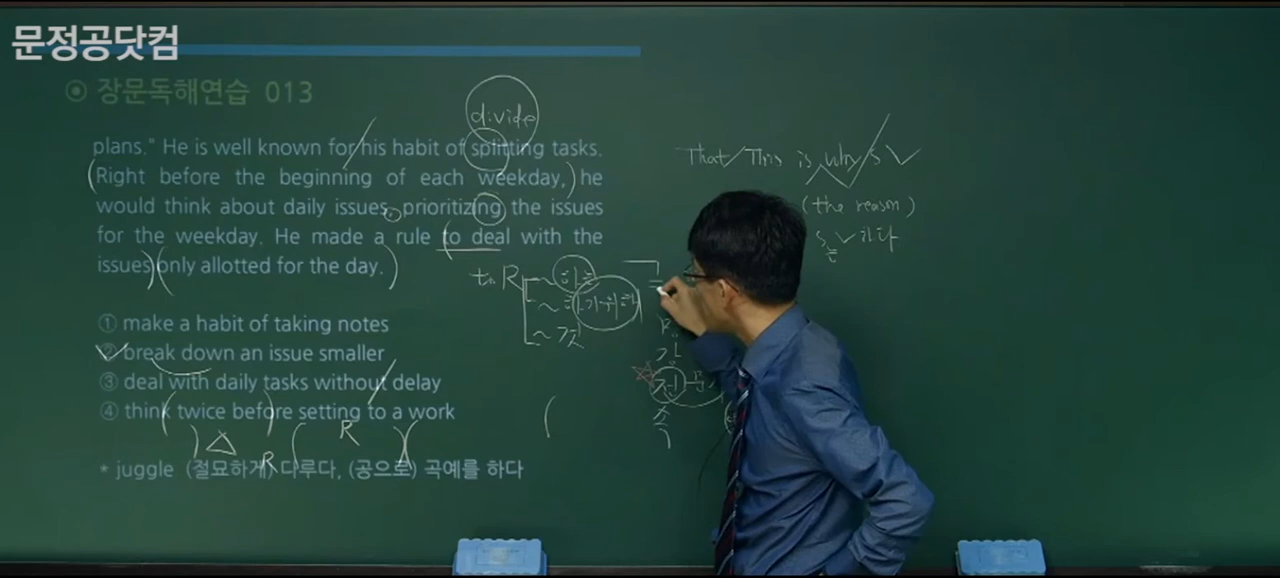 문정공닷컴
장문독해연습 013
divide
plans." He is well known for his habit of splitting tasks.
(Right before the beginning of each weekday,) he
would think about daily issues, prioritizing the issues
for the weekday. He made a rule to deal with the
issues)(only allotted for the day.)
① make a habit of taking notes
② break down an issue smaller
③ deal with daily tasks without delay
④ think twice before setting to a work
R
R
* juggle (절묘하게) 다루다, (공으로) 곡예를 하다
That/This is why S V
(the reason)
to R
~ 것